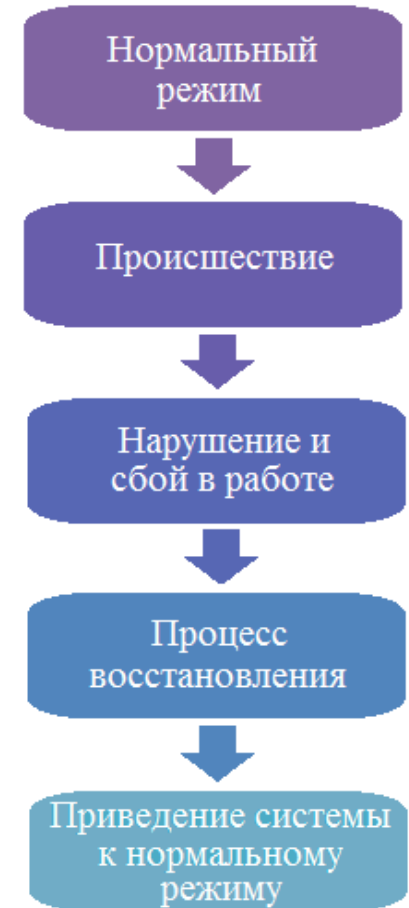 Нормальный
режим
Происшествие
Нарушение и
сбой в работе
Процесс
восстановления
Приведение системы
к нормальному
режиму